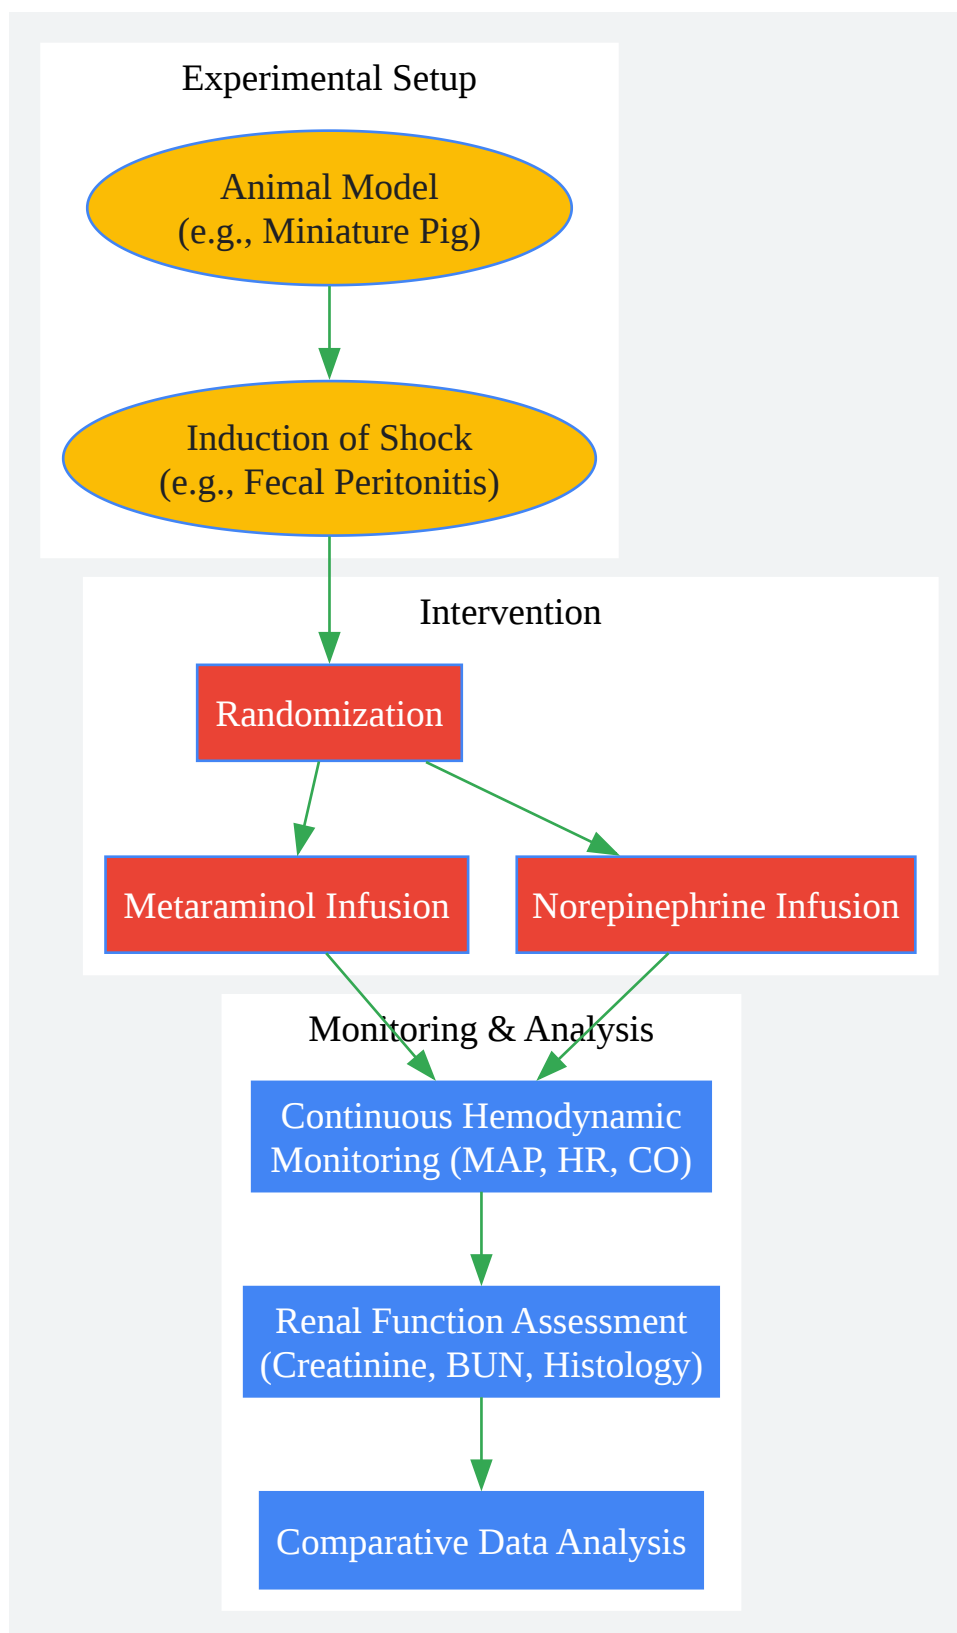 Experimental Setup
Animal Model
(e.g., Miniature Pig)
Induction of Shock
(e.g., Fecal Peritonitis)
Intervention
Randomization
Metaraminol Infusion
Norepinephrine Infusion
Monitoring & Analysis
Continuous Hemodynamic
Monitoring (MAP, HR, CO)
Renal Function Assessment
(Creatinine, BUN, Histology)
Comparative Data Analysis